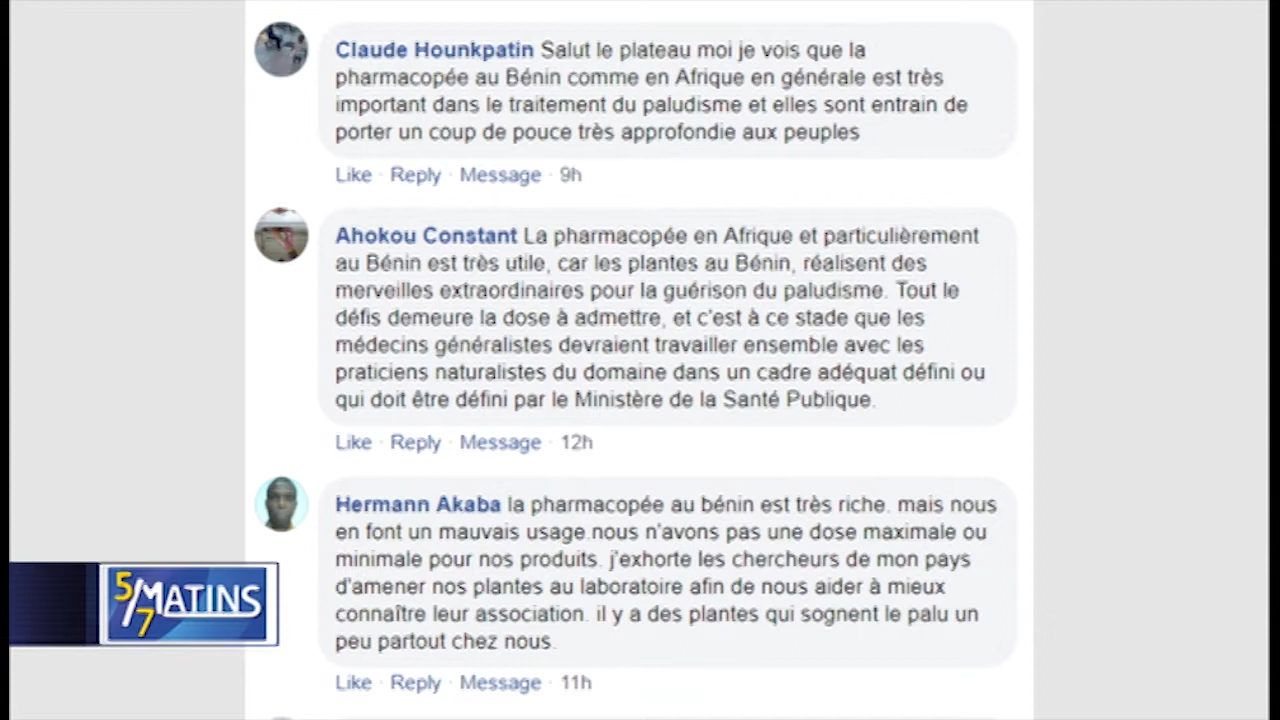 Claude Hounkpatin Salut le plateau moi je vois que la
pharmacopée au Bénin comme en Afrique en générale est très
important dans le traitement du paludisme et elles sont entrain de
porter un coup de pouce très approfondie aux peuples
Like · Reply · Message · 9h
Ahokou Constant La pharmacopée en Afrique et particulièrement
au Bénin est très utile, car les plantes au Bénin, réalisent des
merveilles extraordinaires pour la guérison du paludisme. Tout le
défis demeure la dose à admettre, et c'est à ce stade que les
médecins généralistes devraient travailler ensemble avec les
praticiens naturalistes du domaine dans un cadre adéquat défini ou
qui doit être défini par le Ministère de la Santé Publique.
Like · Reply · Message · 12h
Hermann Akaba la pharmacopée au bénin est très riche. mais nous
en font un mauvais usage.nous n'avons pas une dose maximale ou
minimale pour nos produits. j'exhorte les chercheurs de mon pays
d'amener nos plantes au laboratoire afin de nous aider à mieux
connaître leur association. il y a des plantes qui sognent le palu un
peu partout chez nous.
Like · Reply · Message · 11h
5/7 MATINS